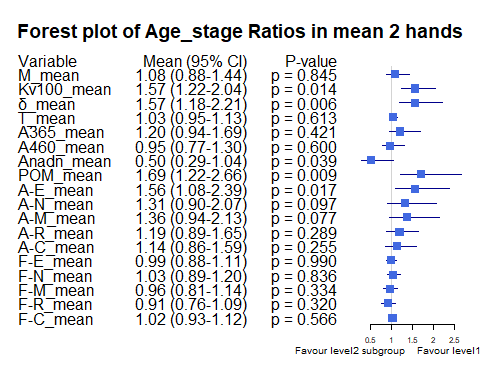 Forest plot of Age_stage Ratios in mean 2 hands
Variable Mean (95% CI) P-value
M_mean 1.08 (0.88-1.44) p = 0.845
Kv100_mean 1.57 (1.22-2.04) p = 0.014
δ_mean 1.57 (1.18-2.21) p = 0.006
T_mean 1.03 (0.95-1.13) p = 0.613
A365_mean 1.20 (0.94-1.69) p = 0.421
A460_mean 0.95 (0.77-1.30) p = 0.600
Anadh_mean 0.50 (0.29-1.04) p = 0.039
POM_mean 1.69 (1.22-2.66) p = 0.009
A-E_mean 1.56 (1.08-2.39) p = 0.017
A-N_mean 1.31 (0.90-2.07) p = 0.097
A-M_mean 1.36 (0.94-2.13) p = 0.077
A-R_mean 1.19 (0.89-1.65) p = 0.289
A-C_mean 1.14 (0.86-1.59) p = 0.255
F-E_mean 0.99 (0.88-1.11) p = 0.990
F-N_mean 1.03 (0.89-1.20) p = 0.836
F-M_mean 0.96 (0.81-1.14) p = 0.334
F-R_mean 0.91 (0.76-1.09) p = 0.320
F-C_mean 1.02 (0.93-1.12) p = 0.566
0.5 1 1.5 2 2.5
Favour level2 subgroup Favour level1